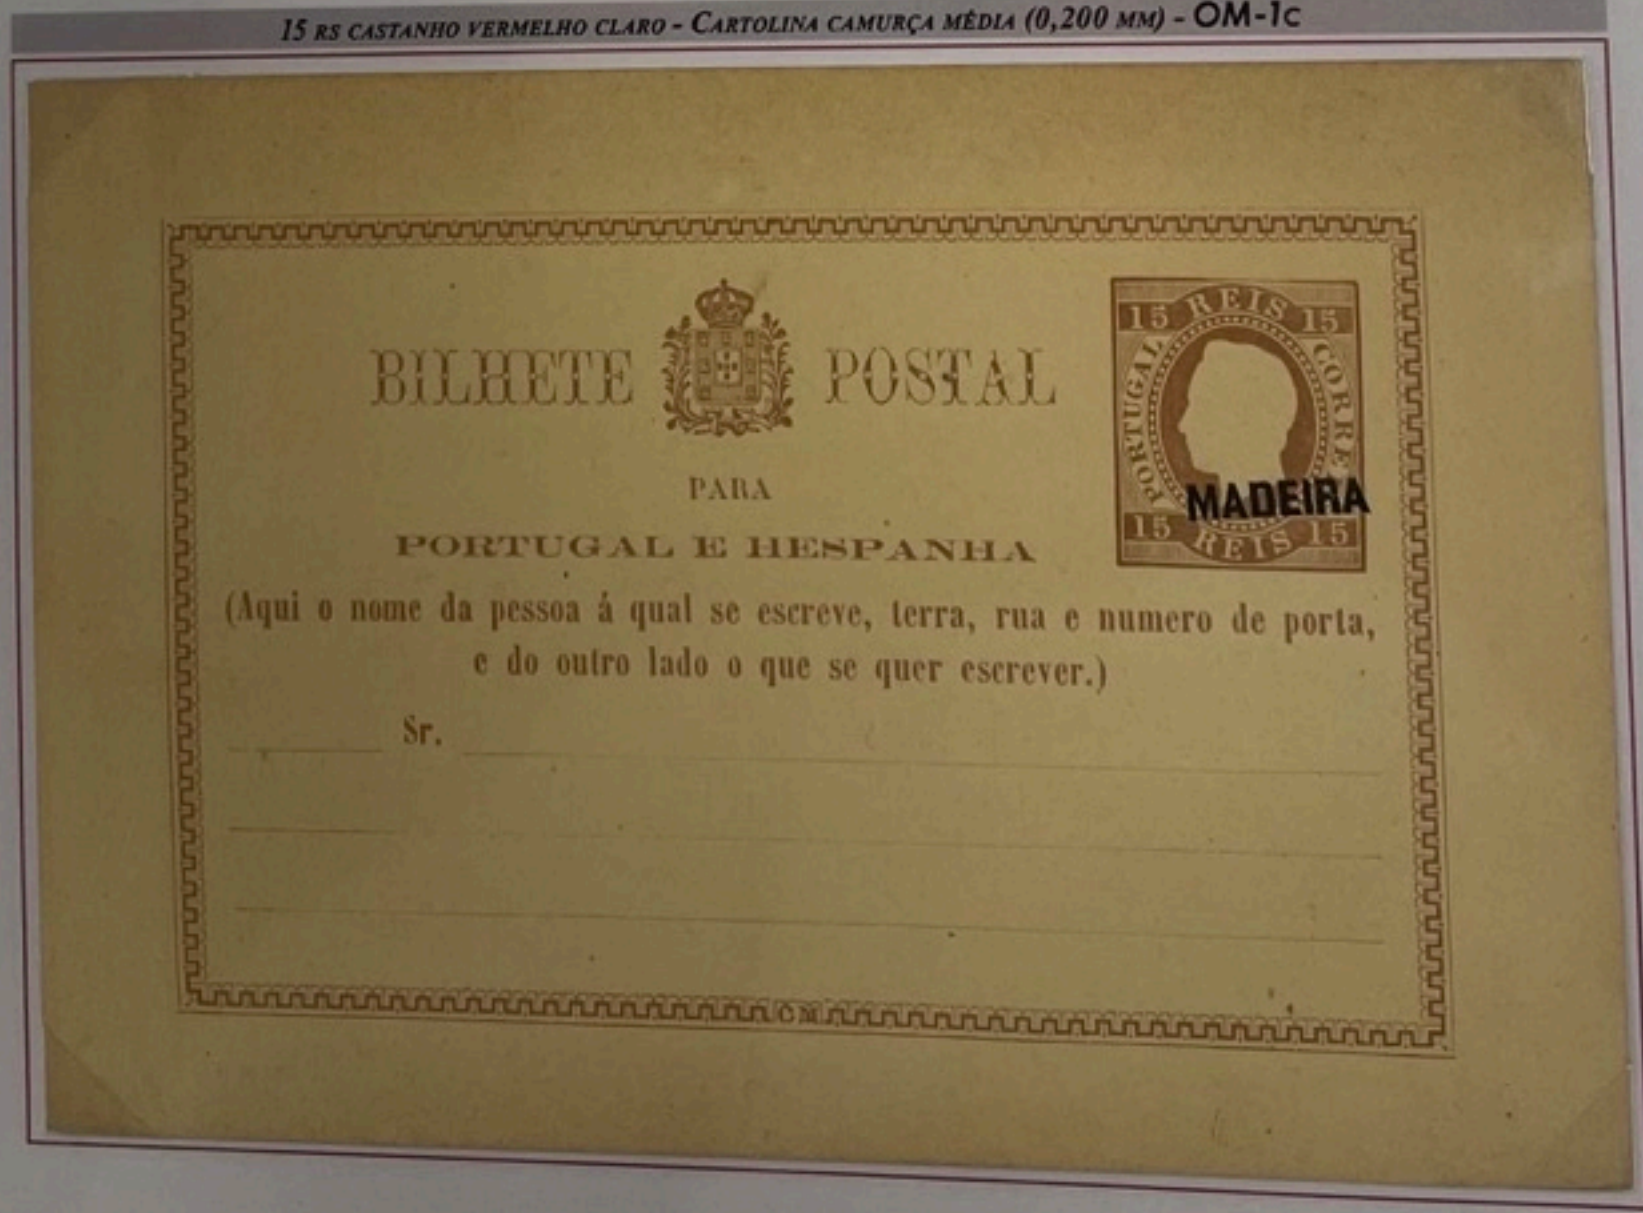 15 RS CASTANHO VERMELHO CLARO - CARTOLINA CAMURÇA MÉDIA (0,200 MM) - OM-1c
BILHETE POSTAL
15 REIS 15
PORTUGAL
CORRE
MADEIRA
15 REIS 15
PARA
PORTUGAL E HESPANHA
(Aqui o nome da pessoa á qual se escreve, terra, rua e numero de porta,
e do outro lado o que se quer escrever.)
Sr.
CM